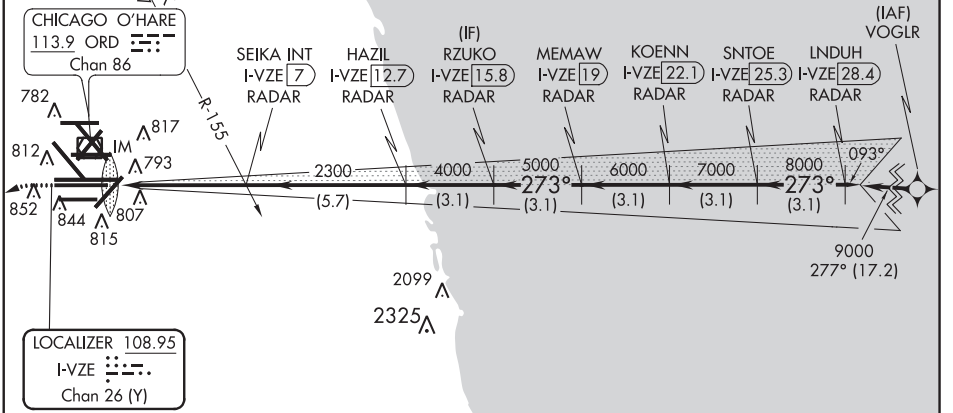 CHICAGO O'HARE
113.9 ORD
Chan 86
(IAF)
VOGLR
SEIKA INT
I-VZE 7
RADAR
HAZIL
I-VZE 12.7
RADAR
(IF)
RZUKO
I-VZE 15.8
RADAR
MEMAW
I-VZE 19
RADAR
KOENN
I-VZE 22.1
RADAR
SNTOE
I-VZE 25.3
RADAR
LNDUH
I-VZE 28.4
RADAR
R-155
782
817
812
IM
793
852
844
815
807
2300
4000
5000
6000
7000
8000
093°
273°
273°
(5.7)
(3.1)
(3.1)
(3.1)
(3.1)
(3.1)
9000
277° (17.2)
2099
2325
LOCALIZER 108.95
I-VZE
Chan 26 (Y)